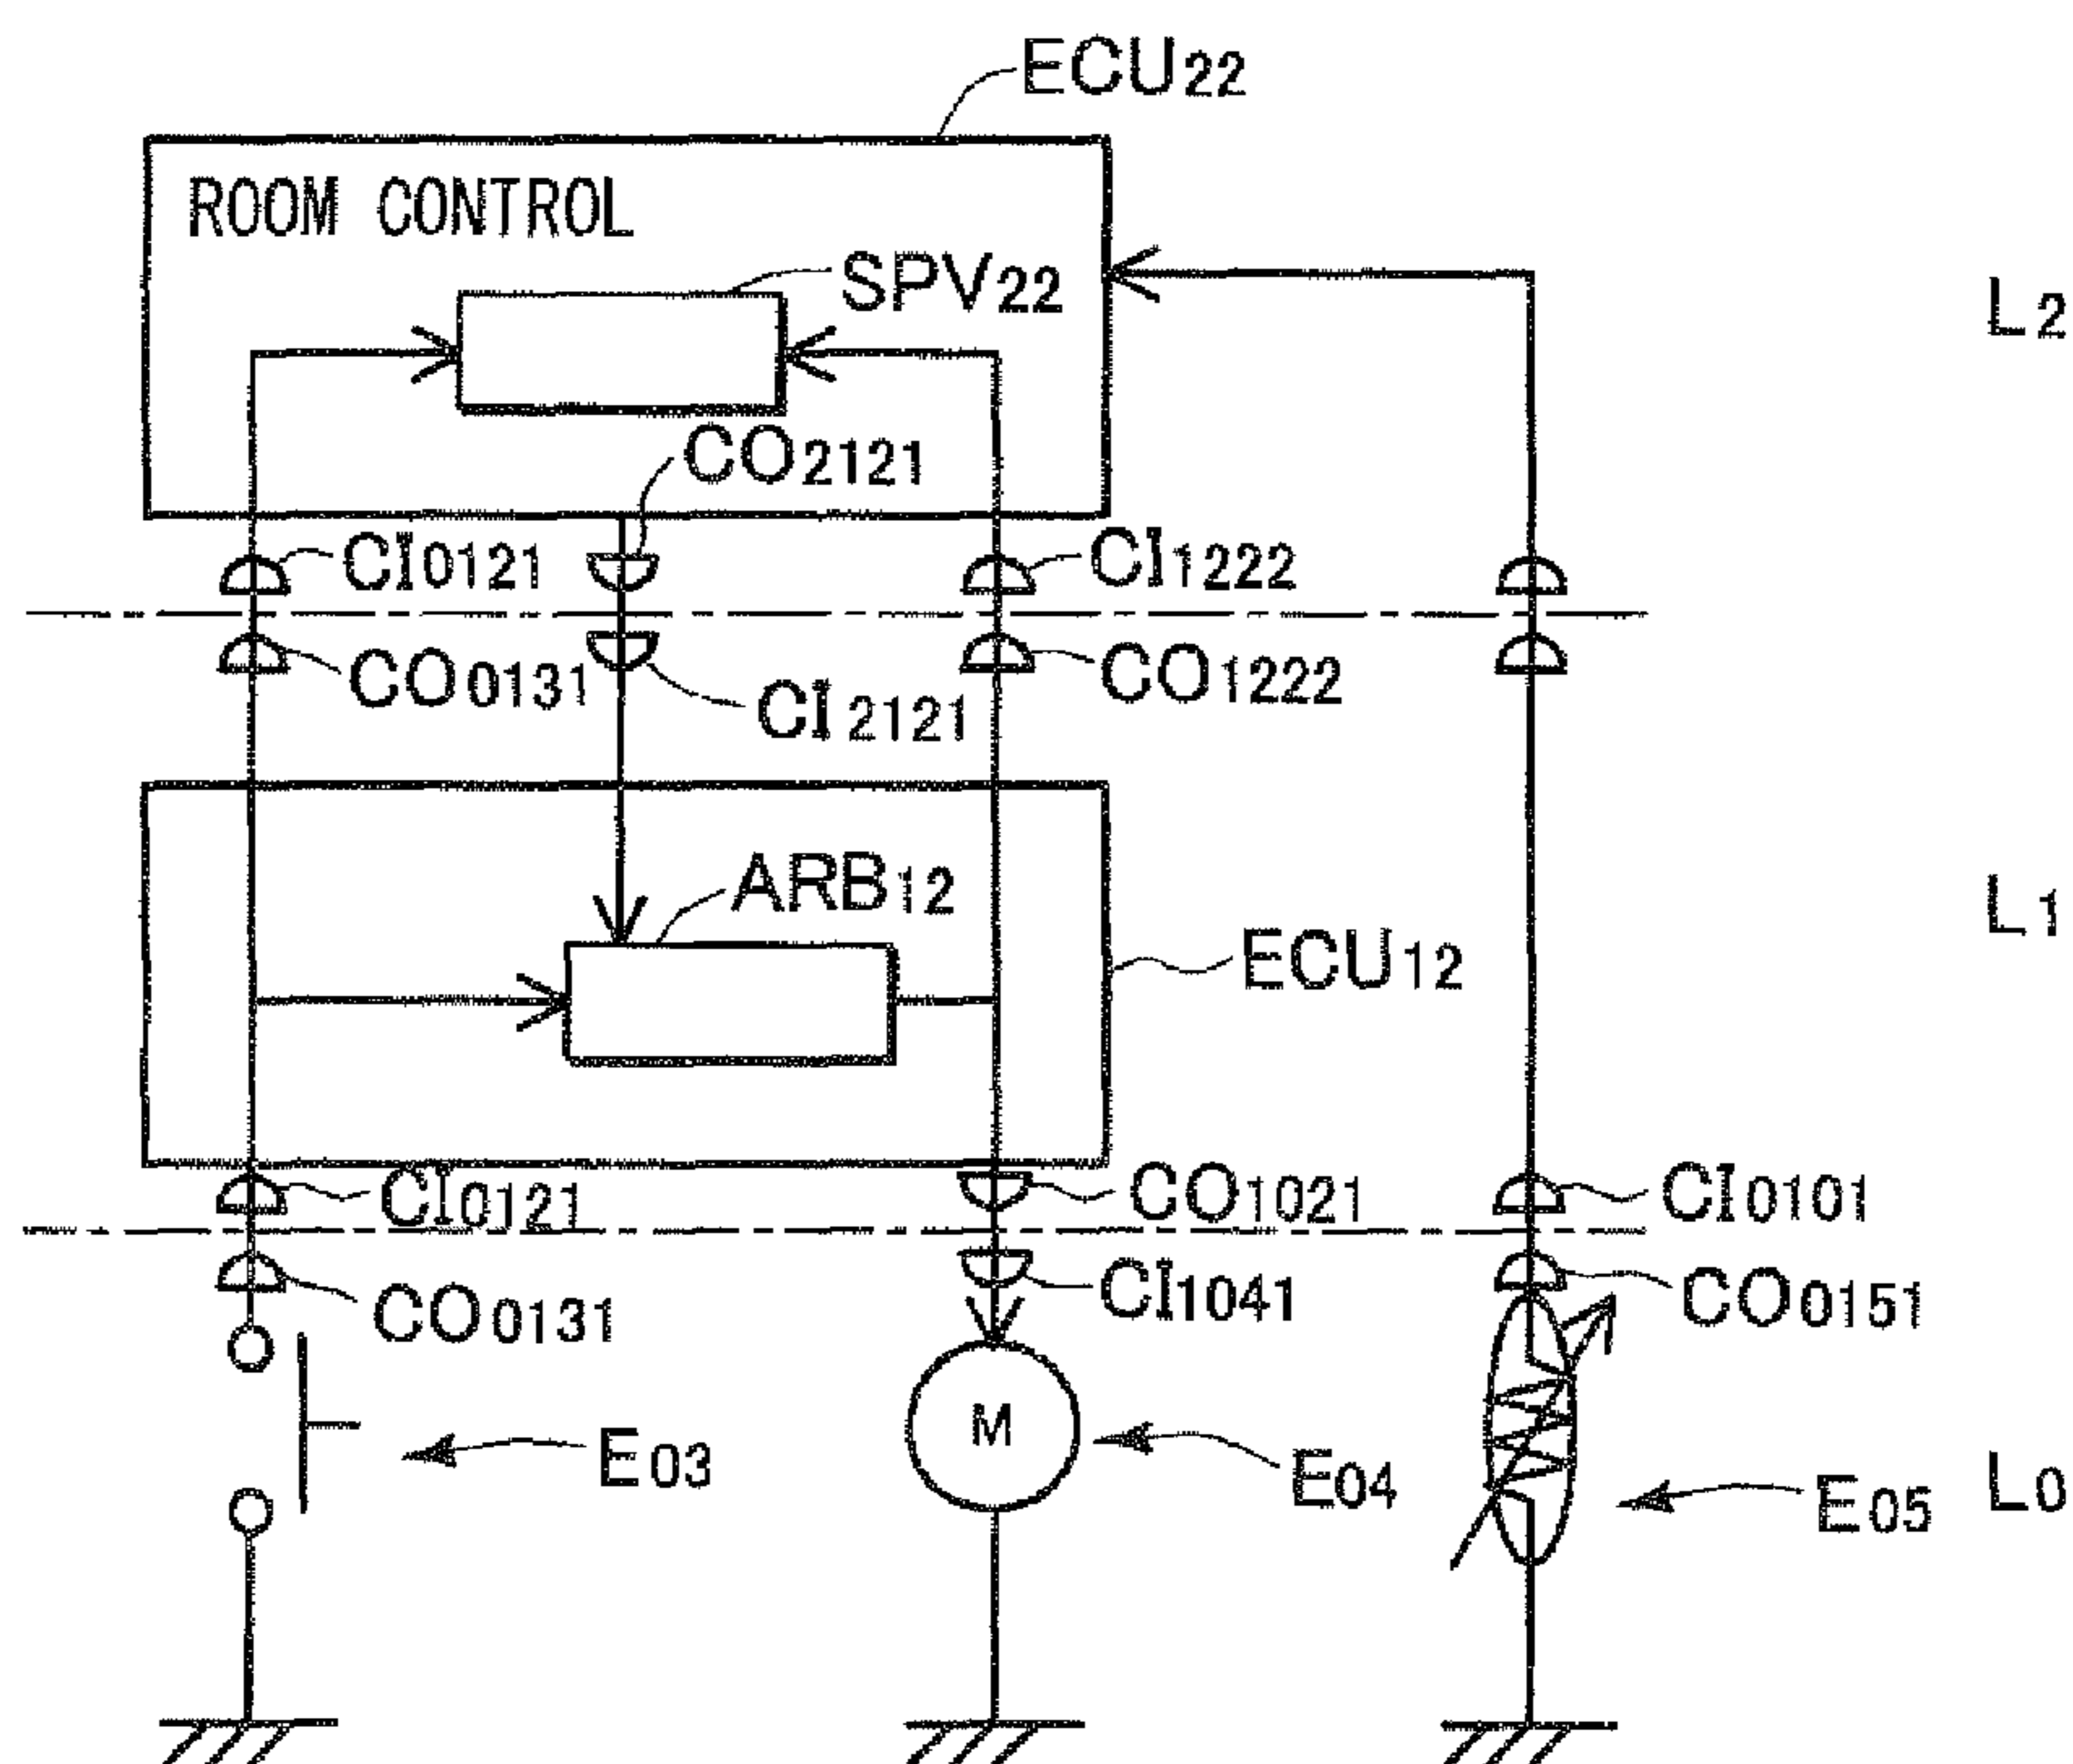 ECU22
ROOM CONTROL
SPV22
L2
CO2121
CI0121
CI1222
CO0131
CO1222
CI2121
ARB12
L1
ECU12
CI0121
CO1021
CI0101
CO0131
CI1041
CO0151
M
E03
E04
E05
L0